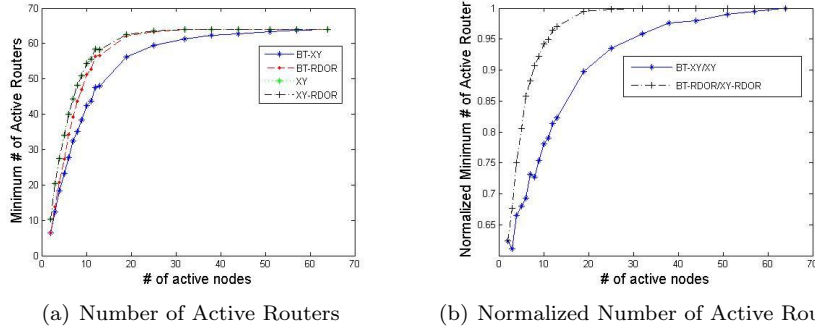 70
60
50
40
30
20
10
0
Minimum # of Active Routers
BT-XY
BT-RDOR
XY
XY-RDOR
0 10 20 30 40 50 60 70
# of active nodes
(a) Number of Active Routers
1
0.95
0.9
0.85
0.8
0.75
0.7
0.65
Normalized Minimum # of Active Router
BT-XY/XY
BT-RDOR/XY-RDOR
0 10 20 30 40 50 60 70
# of active nodes
(b) Normalized Number of Active Rou